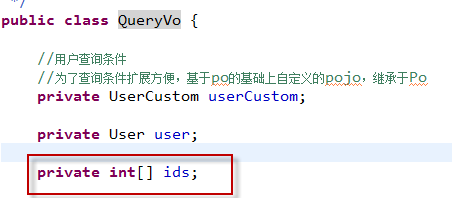 */
public class QueryVo {
//用户查询条件
//为了查询条件扩展方便，基于po的基础上自定义的pojo，继承于Po
private UserCustom userCustom;
private User user;
private int[] ids;